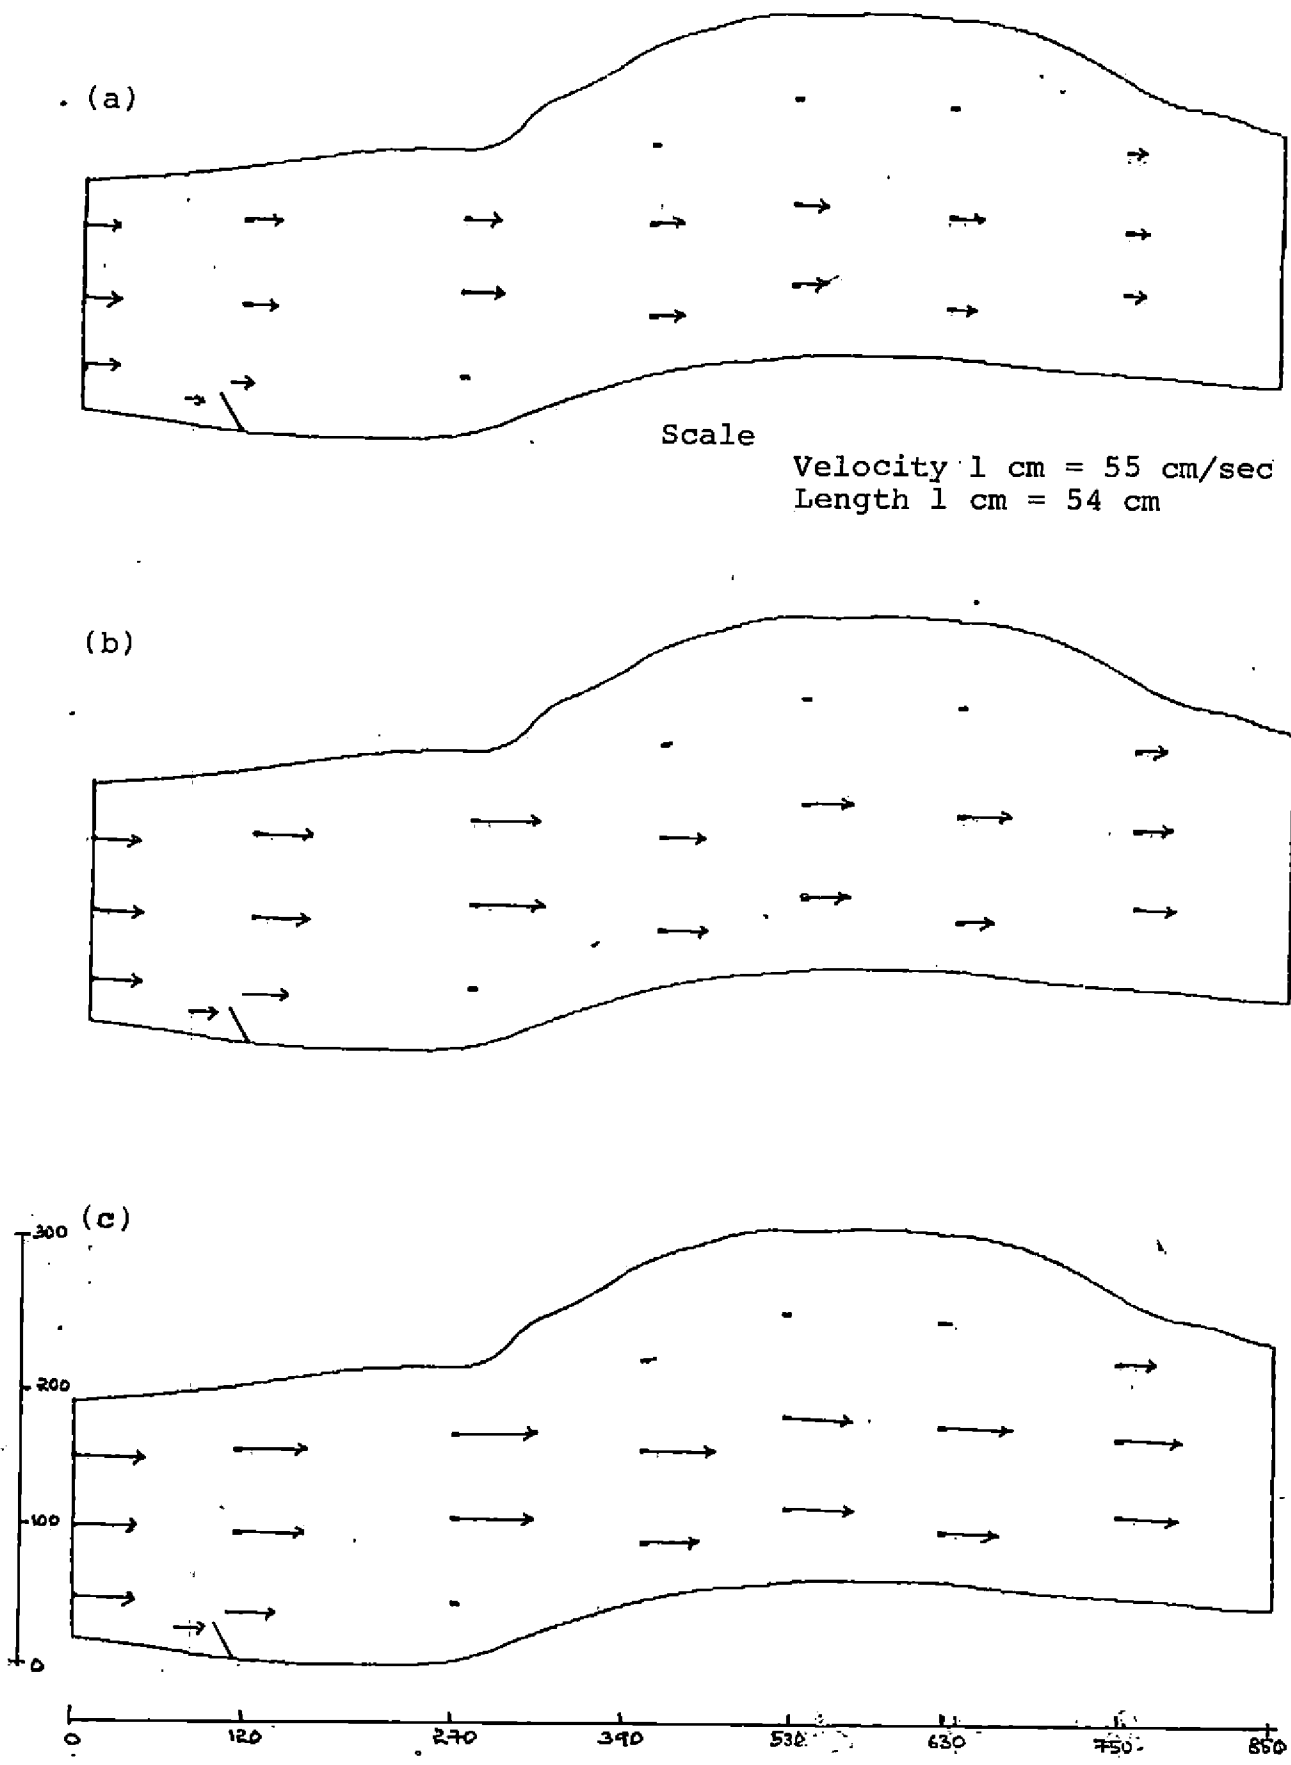 (a)
Scale
Velocity 1 cm = 55 cm/sec
Length 1 cm = 54 cm
(b)
(c)
300
200
100
0
0 120 270 390 530 630 750 850